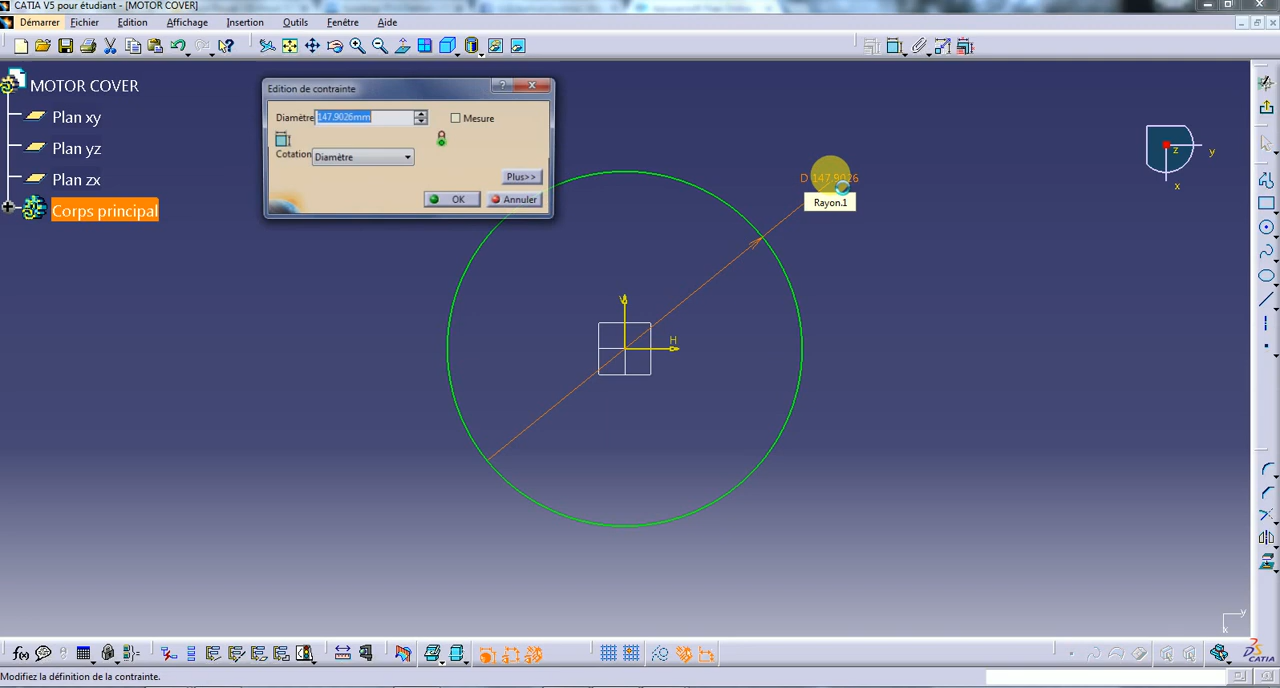 CATIA V5 pour étudiant - [MOTOR COVER]
Démarrer Fichier Edition Affichage Insertion Outils Fenêtre Aide
MOTOR COVER
Plan xy
Plan yz
Plan zx
Corps principal
Edition de contrainte
Diamètre 147.9026mm Mesure
Cotation Diamètre
Plus>>
OK Annuler
D 147.9026
Rayon.1
V
H
z y
x
y
x
f(x)
CATIA
Modifiez la définition de la contrainte.